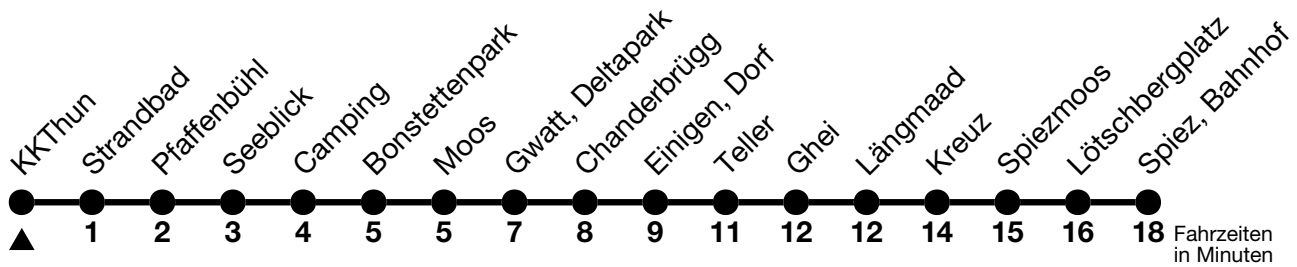 KKThun
Strandbad
Pfaffenbühl
Seeblick
Camping
Bonstettenpark
Moos
Gwatt, Deltapark
Chanderbrügg
Einigen, Dorf
Teller
Ghei
Längmaad
Kreuz
Spiezmoos
Lötschbergplatz
Spiez, Bahnhof
1 2 3 4 5 5 7 8 9 11 12 12 14 15 16 18 Fahrzeiten
in Minuten